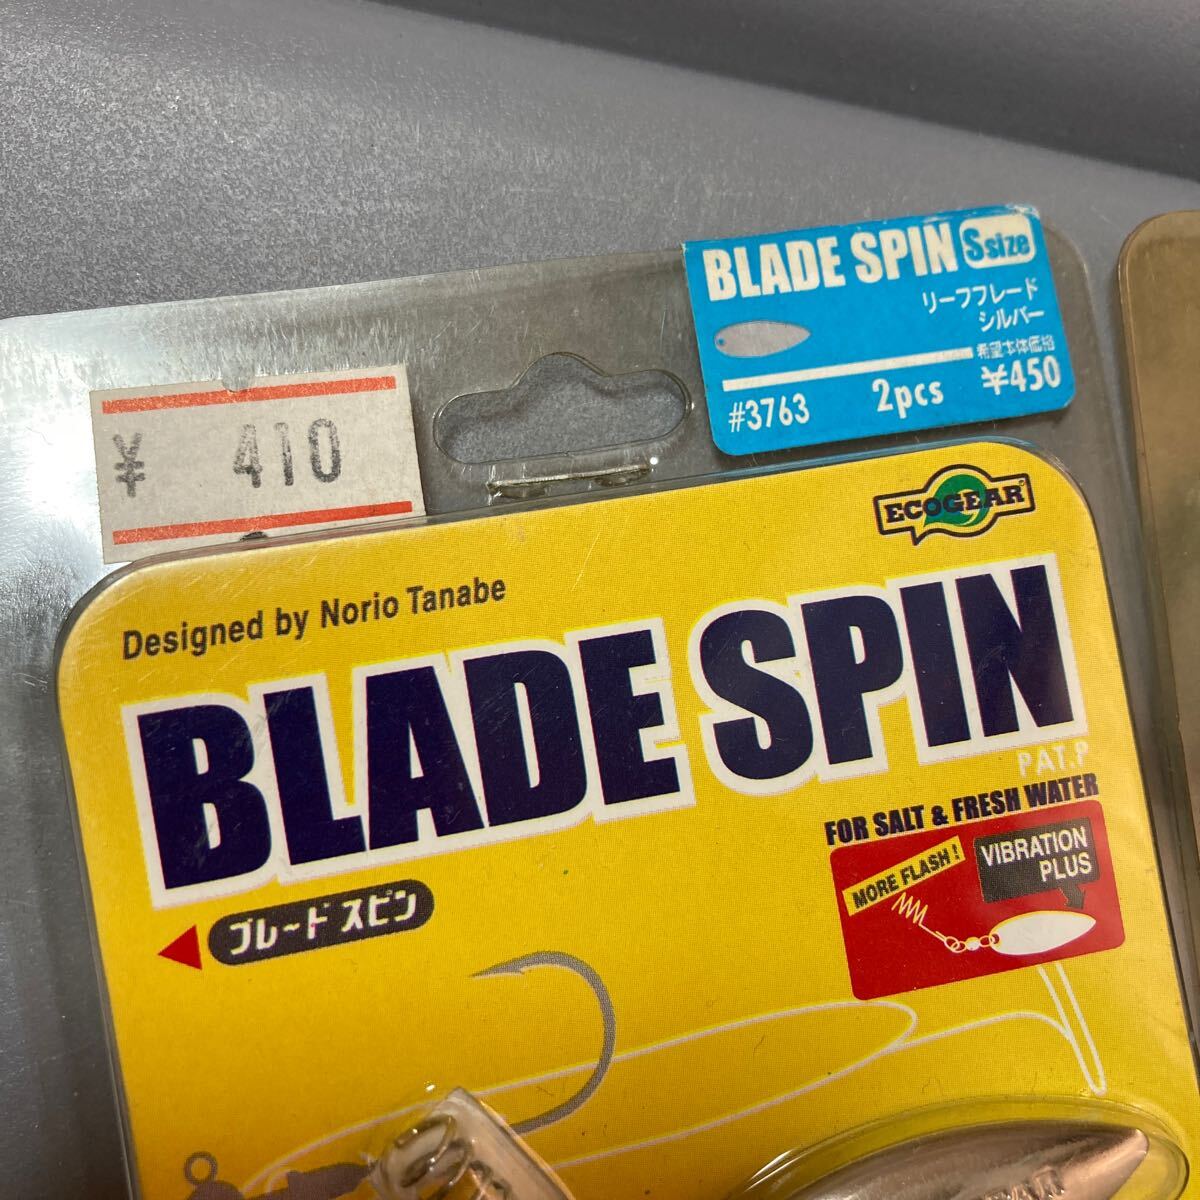 BLADE SPIN S size
リーフブレード
シルバー
希望本体価格
#3763 2pcs ¥450
¥ 410
ECOGEAR
Designed by Norio Tanabe
BLADE SPIN
PAT.P
FOR SALT & FRESH WATER
MORE FLASH!
VIBRATION
PLUS
ブレードスピン